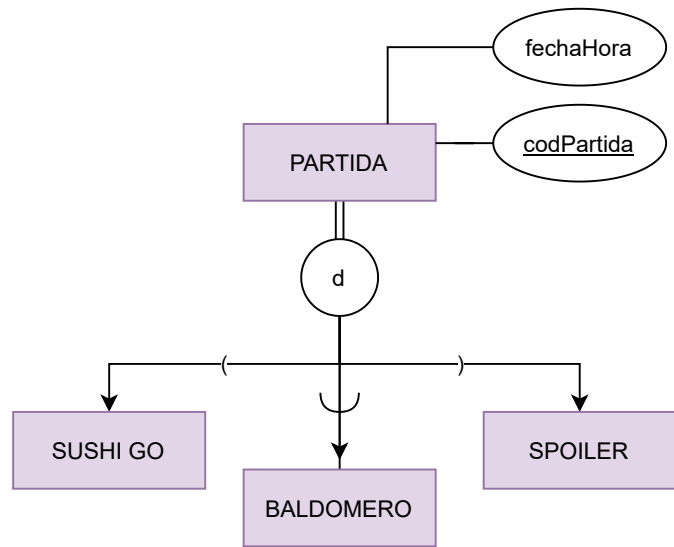 fechaHora
codPartida
PARTIDA
d
SUSHI GO
SPOILER
BALDOMERO